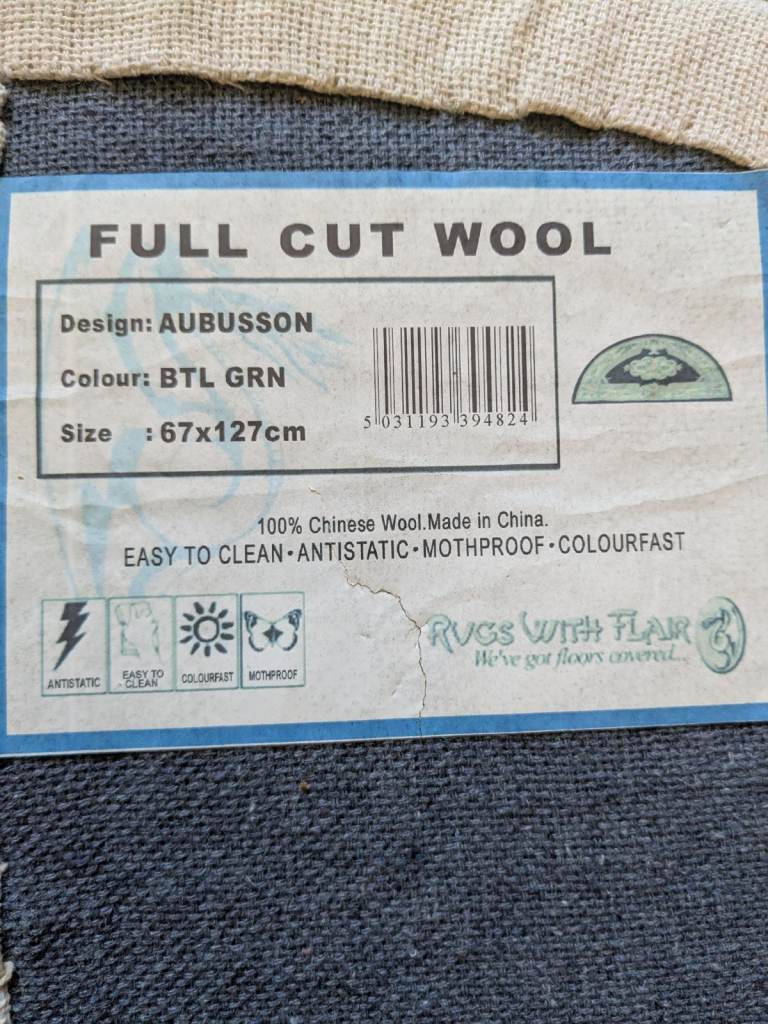 FULL CUT WOOL
Design: AUBUSSON
Colour: BTL GRN
Size : 67x127cm
5 031193 394824
100% Chinese Wool.Made in China.
EASY TO CLEAN•ANTISTATIC•MOTHPROOF•COLOURFAST
ANTISTATIC
EASY TO CLEAN
COLOURFAST
MOTHPROOF
RUGS WITH FLAIR
We've got floors covered...